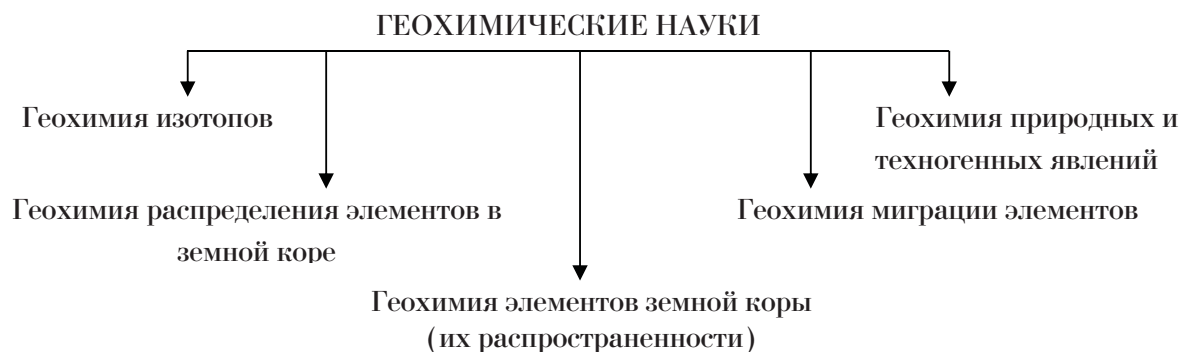 ГЕОХИМИЧЕСКИЕ НАУКИ
Геохимия изотопов
Геохимия природных и
техногенных явлений
Геохимия распределения элементов в
земной коре
Геохимия миграции элементов
Геохимия элементов земной коры
(их распространенности)